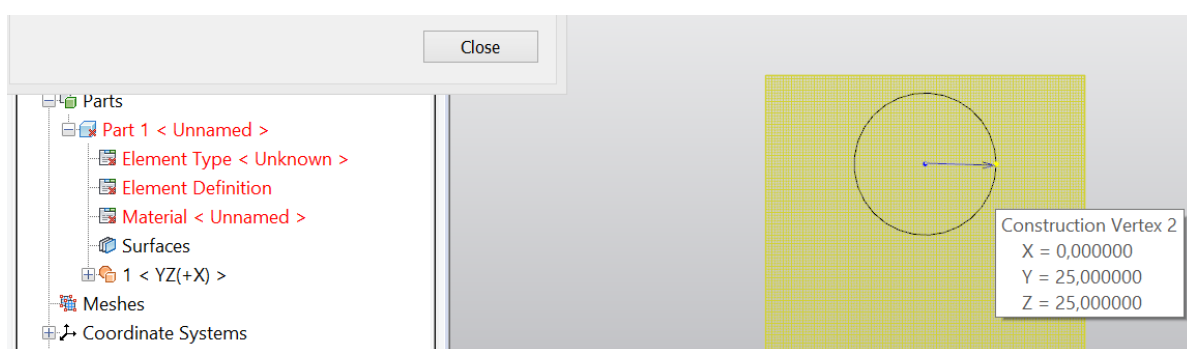 Close
Parts
Part 1 < Unnamed >
Element Type < Unknown >
Element Definition
Material < Unnamed >
Surfaces
1 < YZ(+X) >
Meshes
Coordinate Systems
Construction Vertex 2
X = 0,000000
Y = 25,000000
Z = 25,000000